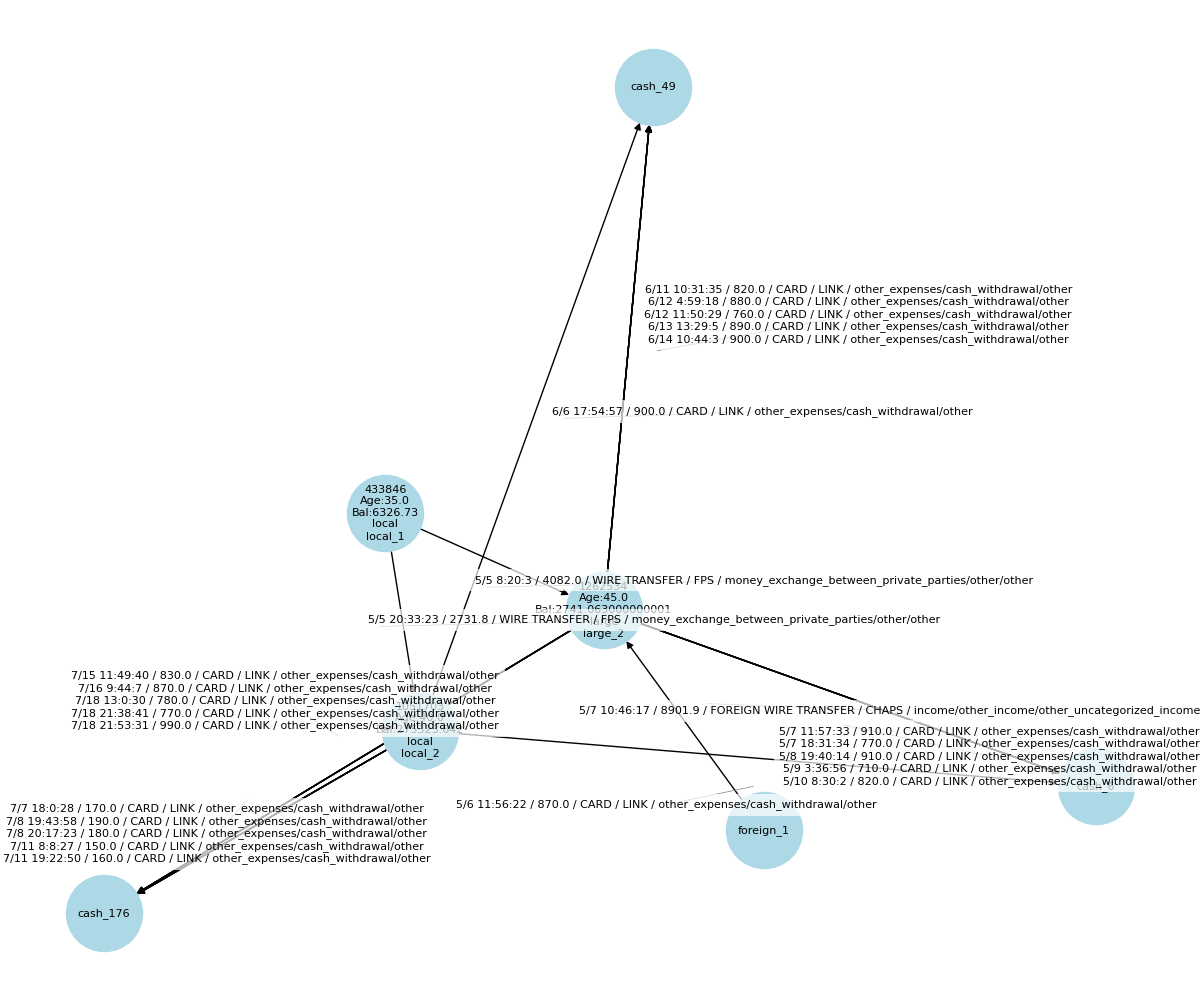 cash_49
6/11 10:31:35 / 820.0 / CARD / LINK / other_expenses/cash_withdrawal/other
6/12 4:59:18 / 880.0 / CARD / LINK / other_expenses/cash_withdrawal/other
6/12 11:50:29 / 760.0 / CARD / LINK / other_expenses/cash_withdrawal/other
6/13 13:29:5 / 890.0 / CARD / LINK / other_expenses/cash_withdrawal/other
6/14 10:44:3 / 900.0 / CARD / LINK / other_expenses/cash_withdrawal/other
6/6 17:54:57 / 900.0 / CARD / LINK / other_expenses/cash_withdrawal/other
433846
Age:35.0
Bal:6326.73
local
local_1
5/5 8:20:3 / 4082.0 / WIRE TRANSFER / FPS / money_exchange_between_private_parties/other/other
Age:45.0
Bal:2741.063000000001
5/5 20:33:23 / 2731.8 / WIRE TRANSFER / FPS / money_exchange_between_private_parties/other/other
large_2
7/15 11:49:40 / 830.0 / CARD / LINK / other_expenses/cash_withdrawal/other
7/16 9:44:7 / 870.0 / CARD / LINK / other_expenses/cash_withdrawal/other
7/18 13:0:30 / 780.0 / CARD / LINK / other_expenses/cash_withdrawal/other
7/18 21:38:41 / 770.0 / CARD / LINK / other_expenses/cash_withdrawal/other
7/18 21:53:31 / 990.0 / CARD / LINK / other_expenses/cash_withdrawal/other
local
local_2
5/7 10:46:17 / 8901.9 / FOREIGN WIRE TRANSFER / CHAPS / income/other_income/other_uncategorized_income
5/7 11:57:33 / 910.0 / CARD / LINK / other_expenses/cash_withdrawal/other
5/7 18:31:34 / 770.0 / CARD / LINK / other_expenses/cash_withdrawal/other
5/8 19:40:14 / 910.0 / CARD / LINK / other_expenses/cash_withdrawal/other
5/9 3:36:56 / 710.0 / CARD / LINK / other_expenses/cash_withdrawal/other
5/10 8:30:2 / 820.0 / CARD / LINK / other_expenses/cash_withdrawal/other
5/6 11:56:22 / 870.0 / CARD / LINK / other_expenses/cash_withdrawal/other
foreign_1
7/7 18:0:28 / 170.0 / CARD / LINK / other_expenses/cash_withdrawal/other
7/8 19:43:58 / 190.0 / CARD / LINK / other_expenses/cash_withdrawal/other
7/8 20:17:23 / 180.0 / CARD / LINK / other_expenses/cash_withdrawal/other
7/11 8:8:27 / 150.0 / CARD / LINK / other_expenses/cash_withdrawal/other
7/11 19:22:50 / 160.0 / CARD / LINK / other_expenses/cash_withdrawal/other
cash_176